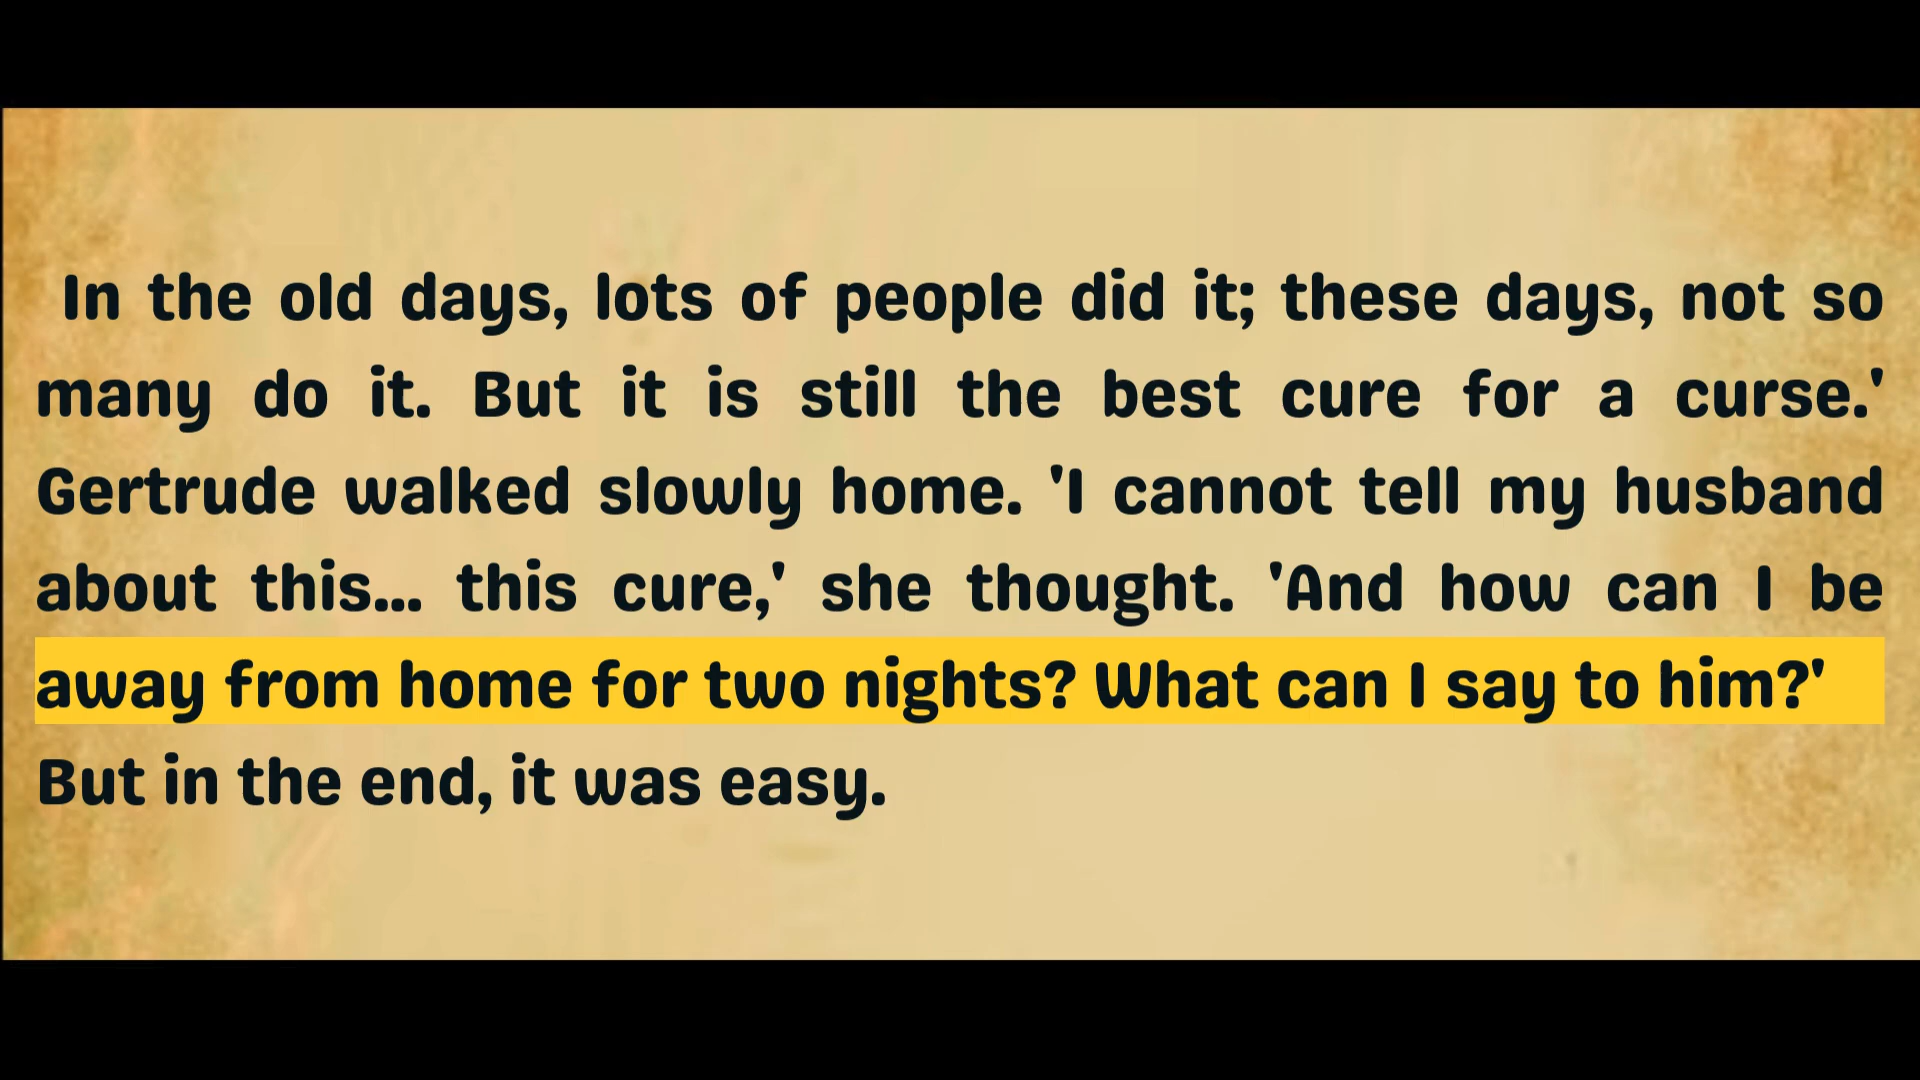 In the old days, lots of people did it; these days, not so
many do it. But it is still the best cure for a curse.'
Gertrude walked slowly home. 'I cannot tell my husband
about this... this cure,' she thought. 'And how can I be
away from home for two nights? What can I say to him?'
But in the end, it was easy.